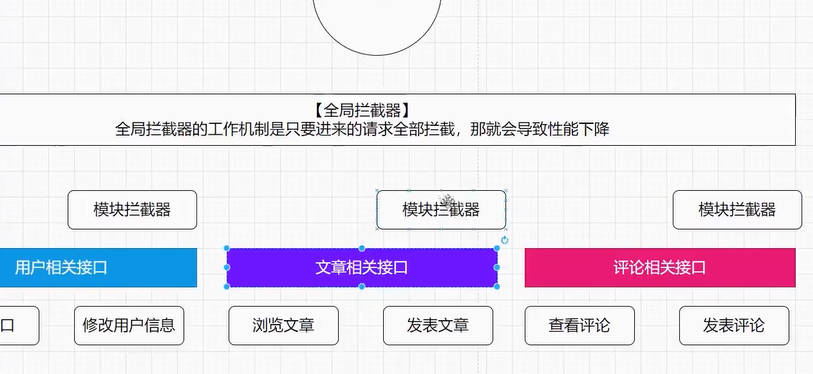 【全局拦截器】
全局拦截器的工作机制是只要进来的请求全部拦截，那就会导致性能下降
模块拦截器
模块拦截器
模块拦截器
用户相关接口
文章相关接口
评论相关接口
口
修改用户信息
浏览文章
发表文章
查看评论
发表评论